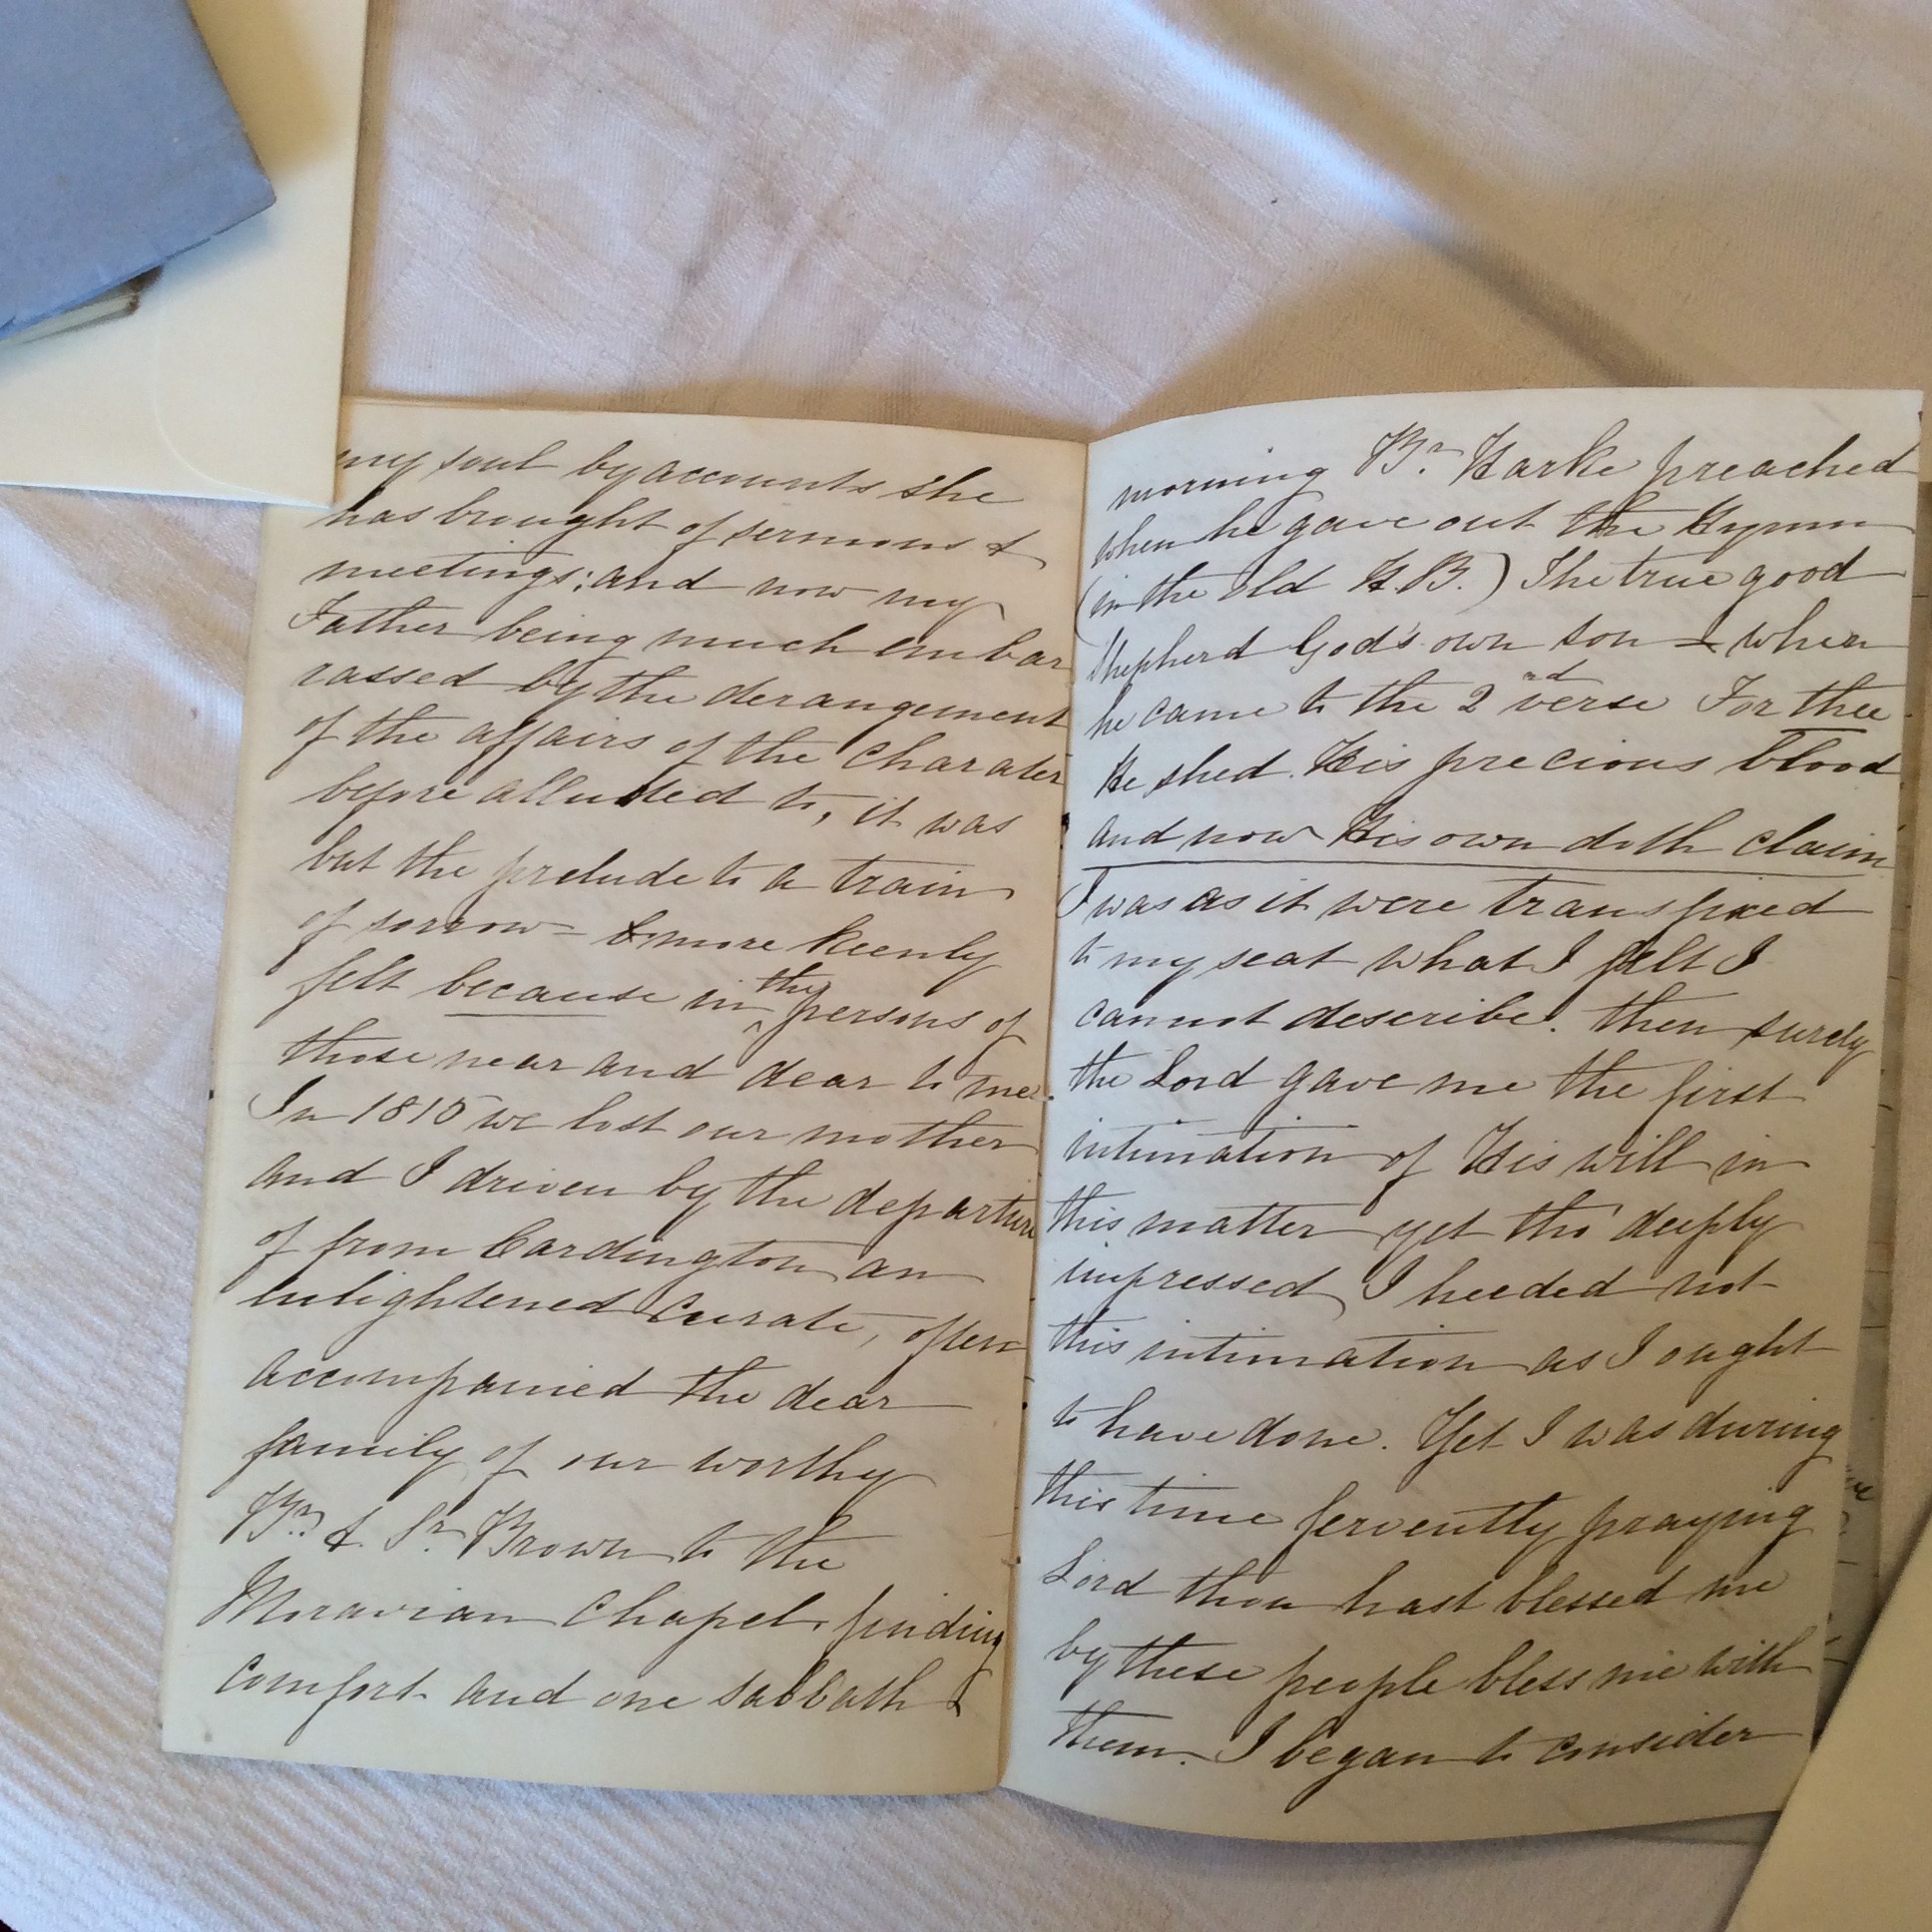 my soul by accounts she
has brought of sermons &
meetings; and now my
Father being much embar
rassed by the derangement
of the affairs of the Charater
before alluded to, it was
but the prelude to a train
of sorrow - & more keenly
felt because in the persons of
those near and dear to me.
In 1815 we lost our mother
and I driven by the departure
of from Cardington an
enlightened Curate, often
accompanied the dear
family of our worthy
Br. & Sr. Brown to the
Moravian Chapel, finding
comfort and one sabbath
morning Br. Harke preached
when he gave out the Hymn
(in the old H.B.) The true good
Shepherd God's own son - when
he came to the 2nd verse For thee
He shed His precious blood
and now His own doth claim
I was as it were transfixed
to my seat what I felt I
cannot describe. then surely
the Lord gave me the first
intimation of His will in
this matter yet tho' deeply
impressed I heeded not
this intimation as I ought
to have done. Yet I was during
this time fervently praying
Lord thou hast blessed me
by these people bless me with
them. I began to consider